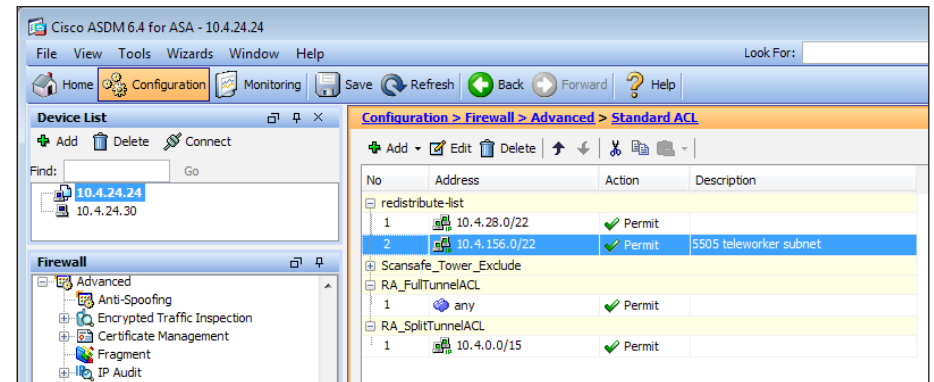 Cisco ASDM 6.4 for ASA - 10.4.24.24
File View Tools Wizards Window Help Look For:
Home Configuration Monitoring Save Refresh Back Forward Help
Device List
Add Delete Connect
Find: Go
10.4.24.24
10.4.24.30
Firewall
Advanced
Anti-Spoofing
Encrypted Traffic Inspection
Certificate Management
Fragment
IP Audit
Configuration > Firewall > Advanced > Standard ACL
Add Edit Delete
No Address Action Description
redistribute-list
1 10.4.28.0/22 Permit
2 10.4.156.0/22 Permit 5505 teleworker subnet
Scansafe_Tower_Exclude
RA_FullTunnelACL
1 any Permit
RA_SplitTunnelACL
1 10.4.0.0/15 Permit